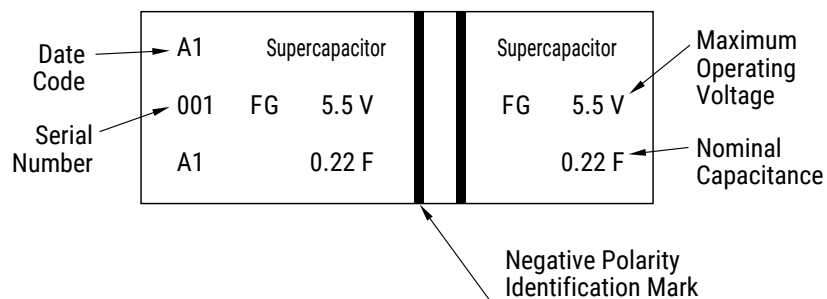 Date
Code
Serial
Number
A1 Supercapacitor
001 FG 5.5 V
A1 0.22 F
Supercapacitor
FG 5.5 V
0.22 F
Maximum
Operating
Voltage
Nominal
Capacitance
Negative Polarity
Identification Mark